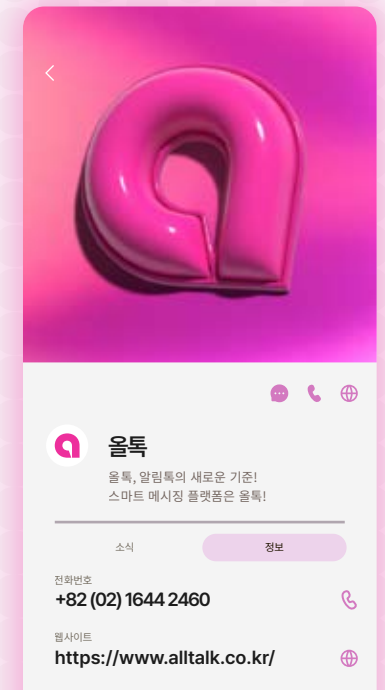 올톡
올톡, 알림톡의 새로운 기준!
스마트 메시징 플랫폼은 올톡!
소식
정보
전화번호
+82 (02) 1644 2460
웹사이트
https://www.alltalk.co.kr/